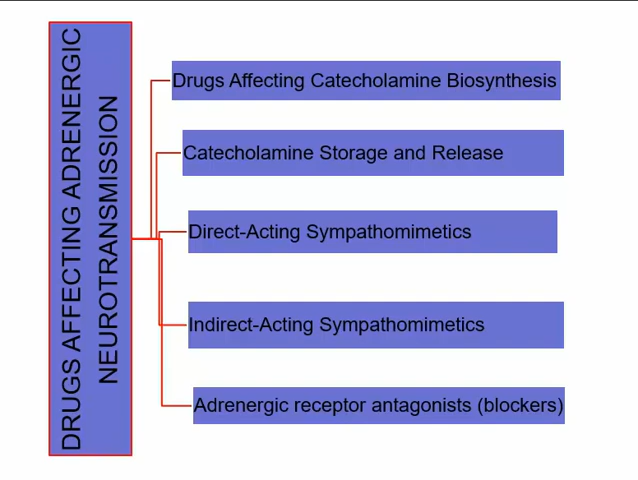 DRUGS AFFECTING ADRENERGIC
NEUROTRANSMISSION
Drugs Affecting Catecholamine Biosynthesis
Catecholamine Storage and Release
Direct-Acting Sympathomimetics
Indirect-Acting Sympathomimetics
Adrenergic receptor antagonists (blockers)